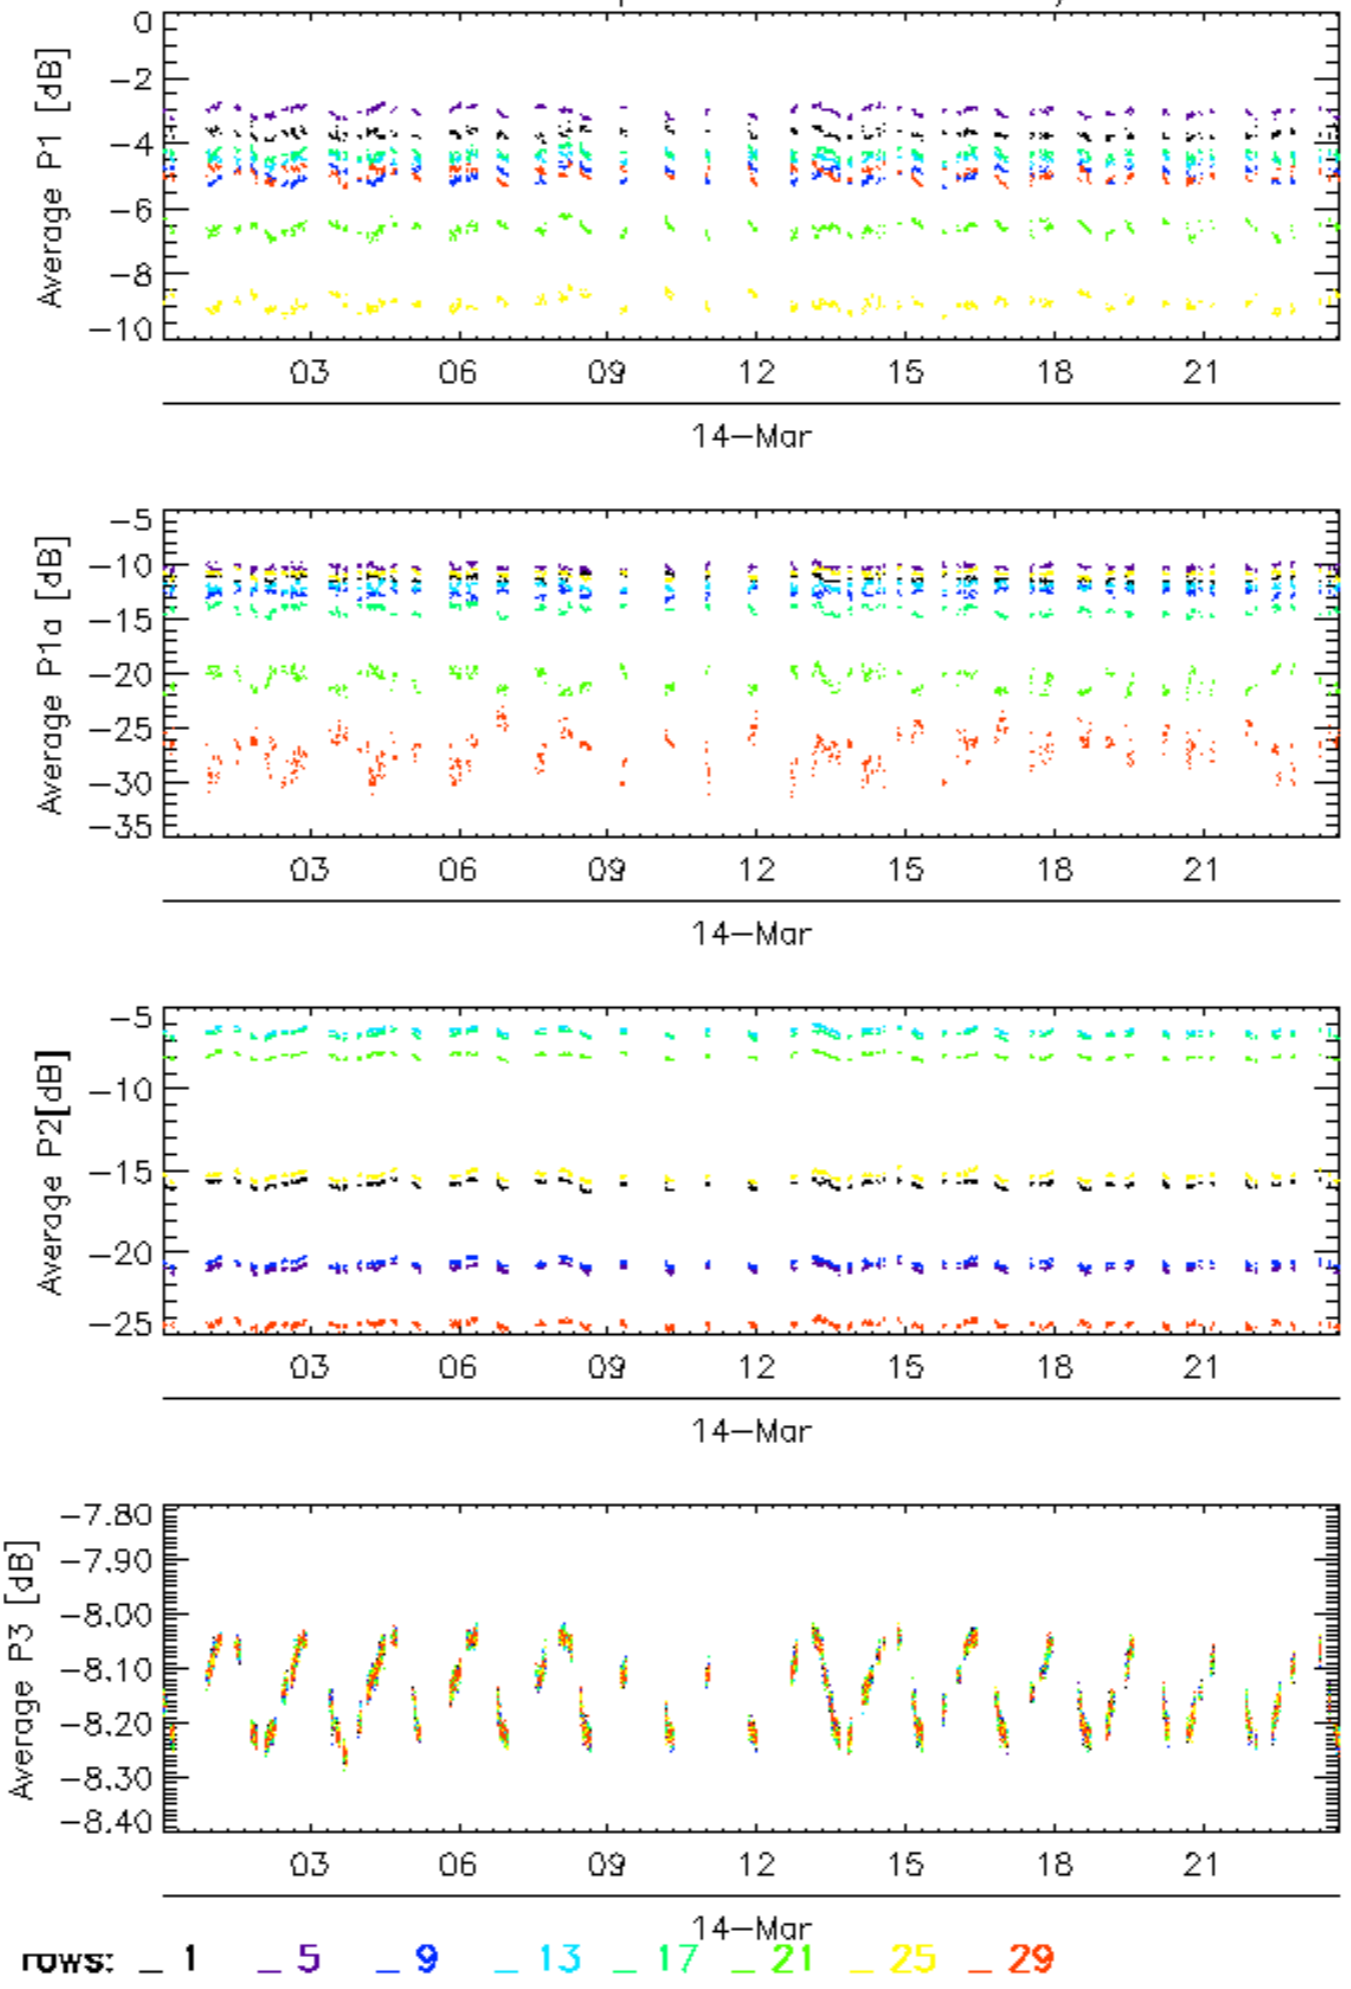 0
−2
−4
−6
−8
−10
Average P1 [dB]
03 06 09 12 15 18 21
14−Mar
−5
−10
−15
−20
−25
−30
−35
Average P1a [dB]
03 06 09 12 15 18 21
14−Mar
−5
−10
−15
−20
−25
Average P2[dB]
03 06 09 12 15 18 21
14−Mar
−7.80
−7.90
−8.00
−8.10
−8.20
−8.30
−8.40
Average P3 [dB]
03 06 09 12 15 18 21
14−Mar
rows: _ 1 _ 5 _ 9 _ 13 _ 17 _ 21 _ 25 _ 29